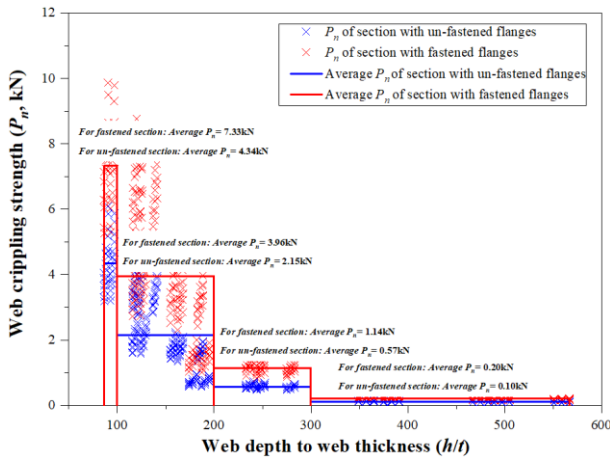 12
10
8
6
4
2
0
Web crippling strength (Pn, kN)
Pn of section with un-fastened flanges
Pn of section with fastened flanges
Average Pn of section with un-fastened flanges
Average Pn of section with fastened flanges
For fastened section: Average Pn= 7.33kN
For un-fastened section: Average Pn= 4.34kN
For fastened section: Average Pn= 3.96kN
For un-fastened section: Average Pn= 2.15kN
For fastened section: Average Pn= 1.14kN
For un-fastened section: Average Pn= 0.57kN
For fastened section: Average Pn= 0.20kN
For un-fastened section: Average Pn= 0.10kN
100 200 300 400 500 600
Web depth to web thickness (h/t)